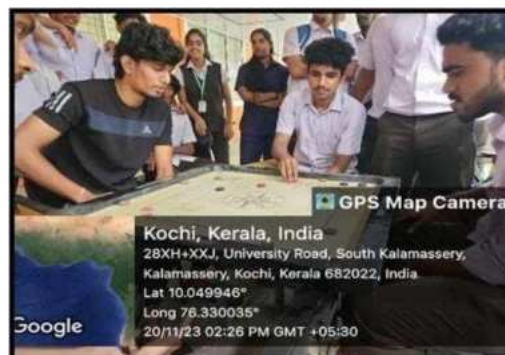 GPS Map Camera
Kochi, Kerala, India
28XH+XXJ, University Road, South Kalamassery,
Kalamassery, Kochi, Kerala 682022, India
Lat 10.049946°
Long 76.330035°
20/11/23 02:26 PM GMT +05:30
Google